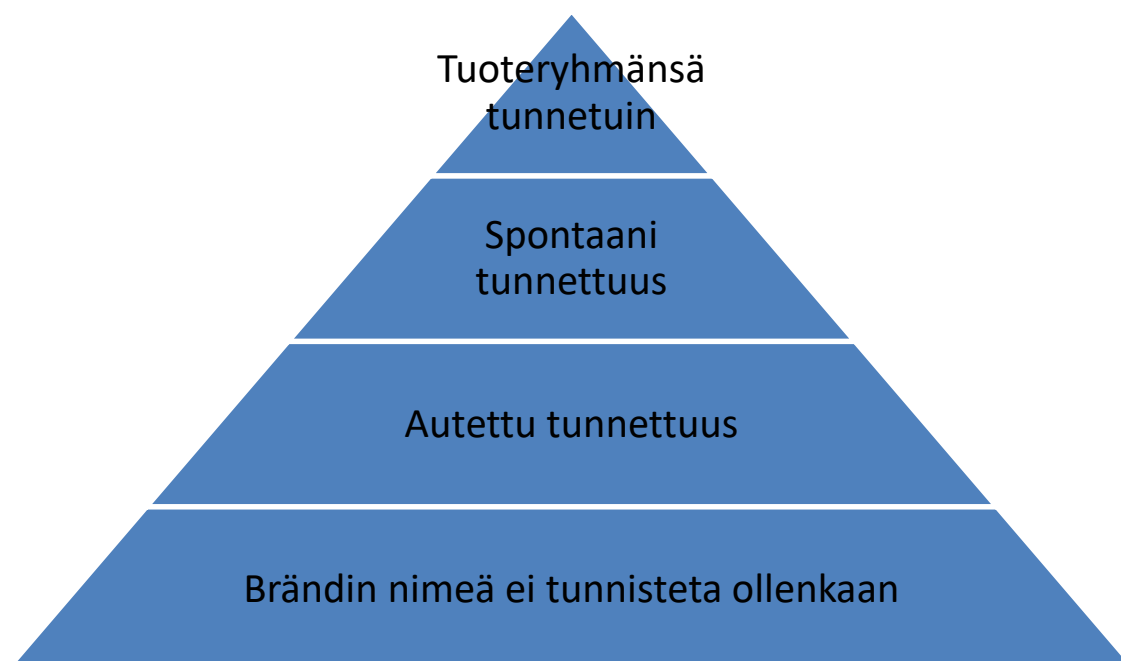 Tuoteryhmänsä
tunnetuin
Spontaani
tunnettuus
Autettu tunnettuus
Brändin nimeä ei tunnisteta ollenkaan